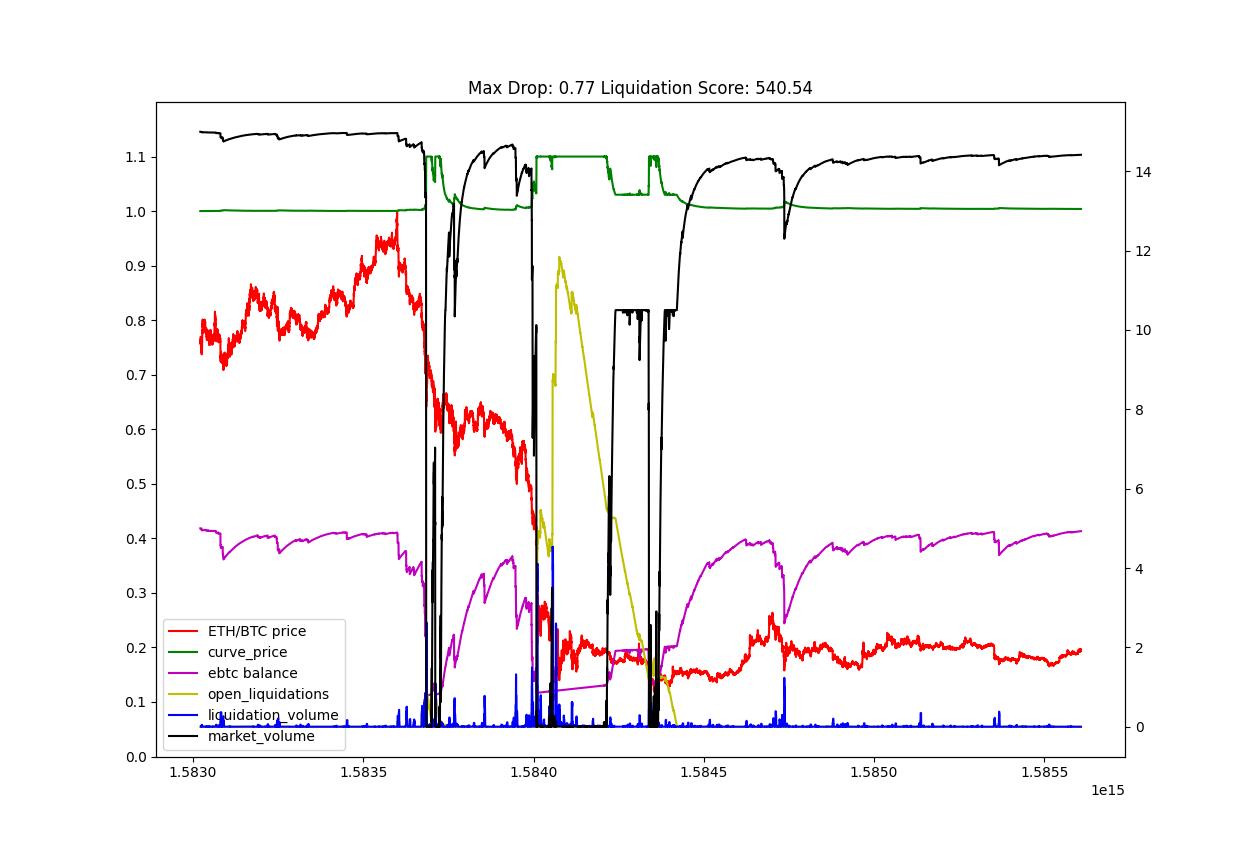 Max Drop: 0.77 Liquidation Score: 540.54
1.1
1.0
0.9
0.8
0.7
0.6
0.5
0.4
0.3
0.2
0.1
0.0
14
12
10
8
6
4
2
0
ETH/BTC price
curve_price
ebtc balance
open_liquidations
liquidation_volume
market_volume
1.5830 1.5835 1.5840 1.5845 1.5850 1.5855
1e15